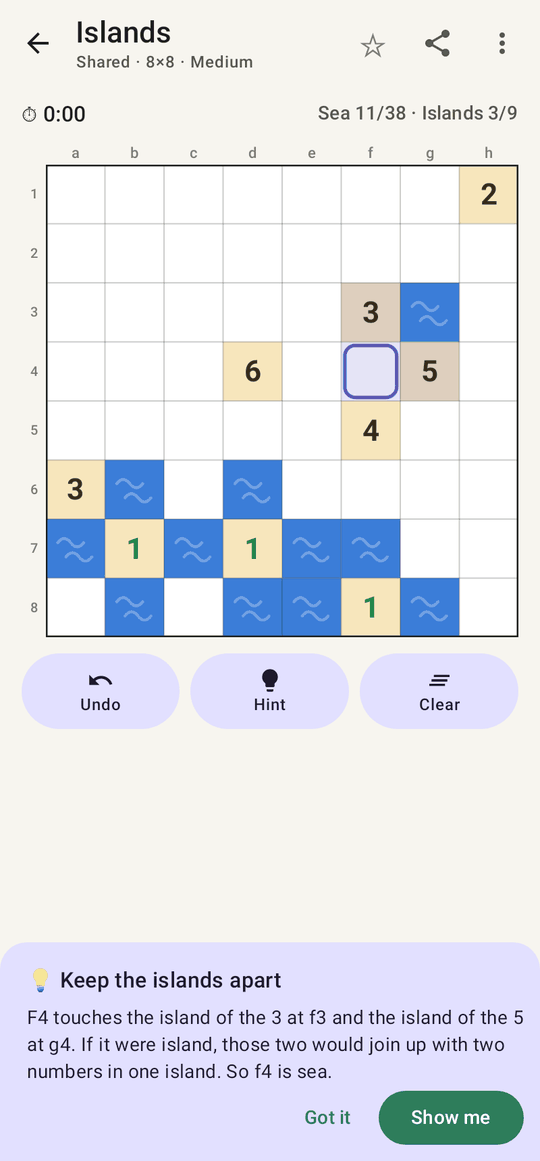 Islands
Shared · 8×8 · Medium
0:00
Sea 11/38 · Islands 3/9
a b c d e f g h
1 2
2
3 3
4 6 5
5 4
6 3
7 1 1
8 1
Undo
Hint
Clear
Keep the islands apart
F4 touches the island of the 3 at f3 and the island of the 5
at g4. If it were island, those two would join up with two
numbers in one island. So f4 is sea.
Got it
Show me